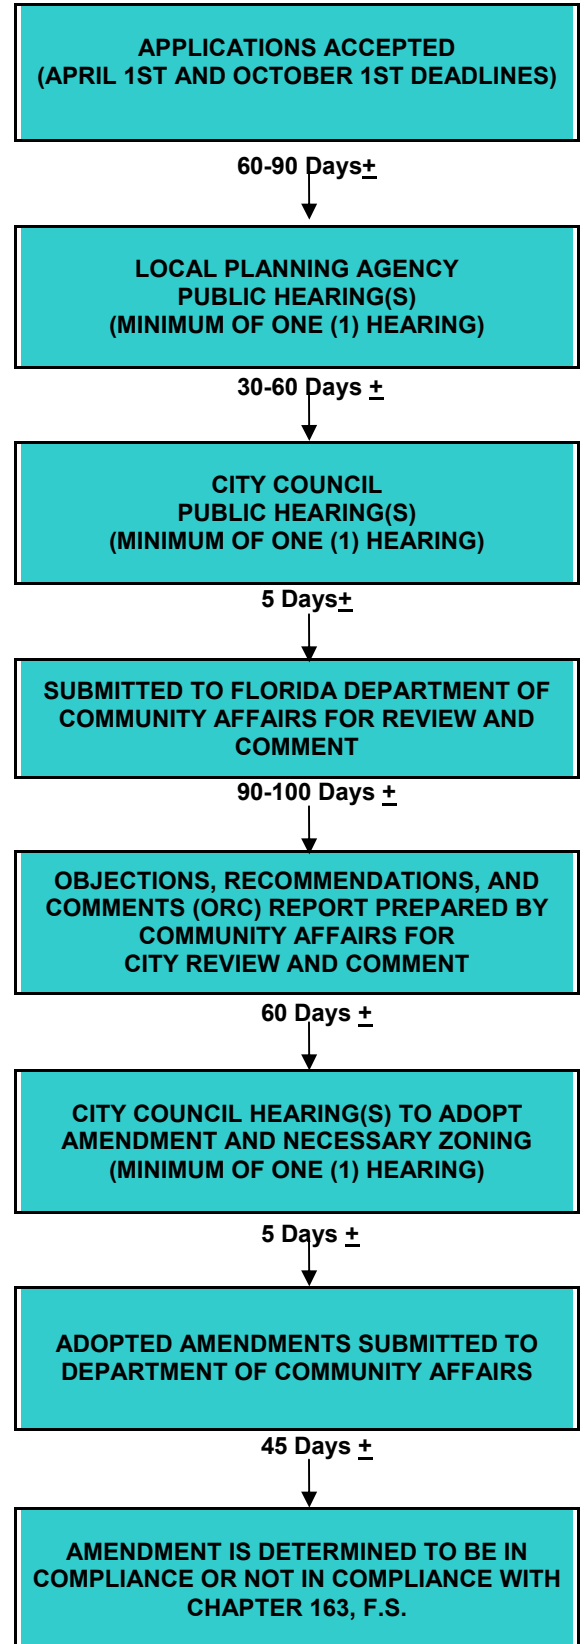 APPLICATIONS ACCEPTED
(APRIL 1ST AND OCTOBER 1ST DEADLINES)
60-90 Days±
LOCAL PLANNING AGENCY
PUBLIC HEARING(S)
(MINIMUM OF ONE (1) HEARING)
30-60 Days ±
CITY COUNCIL
PUBLIC HEARING(S)
(MINIMUM OF ONE (1) HEARING)
5 Days±
SUBMITTED TO FLORIDA DEPARTMENT OF
COMMUNITY AFFAIRS FOR REVIEW AND
COMMENT
90-100 Days ±
OBJECTIONS, RECOMMENDATIONS, AND
COMMENTS (ORC) REPORT PREPARED BY
COMMUNITY AFFAIRS FOR
CITY REVIEW AND COMMENT
60 Days ±
CITY COUNCIL HEARING(S) TO ADOPT
AMENDMENT AND NECESSARY ZONING
(MINIMUM OF ONE (1) HEARING)
5 Days ±
ADOPTED AMENDMENTS SUBMITTED TO
DEPARTMENT OF COMMUNITY AFFAIRS
45 Days ±
AMENDMENT IS DETERMINED TO BE IN
COMPLIANCE OR NOT IN COMPLIANCE WITH
CHAPTER 163, F.S.